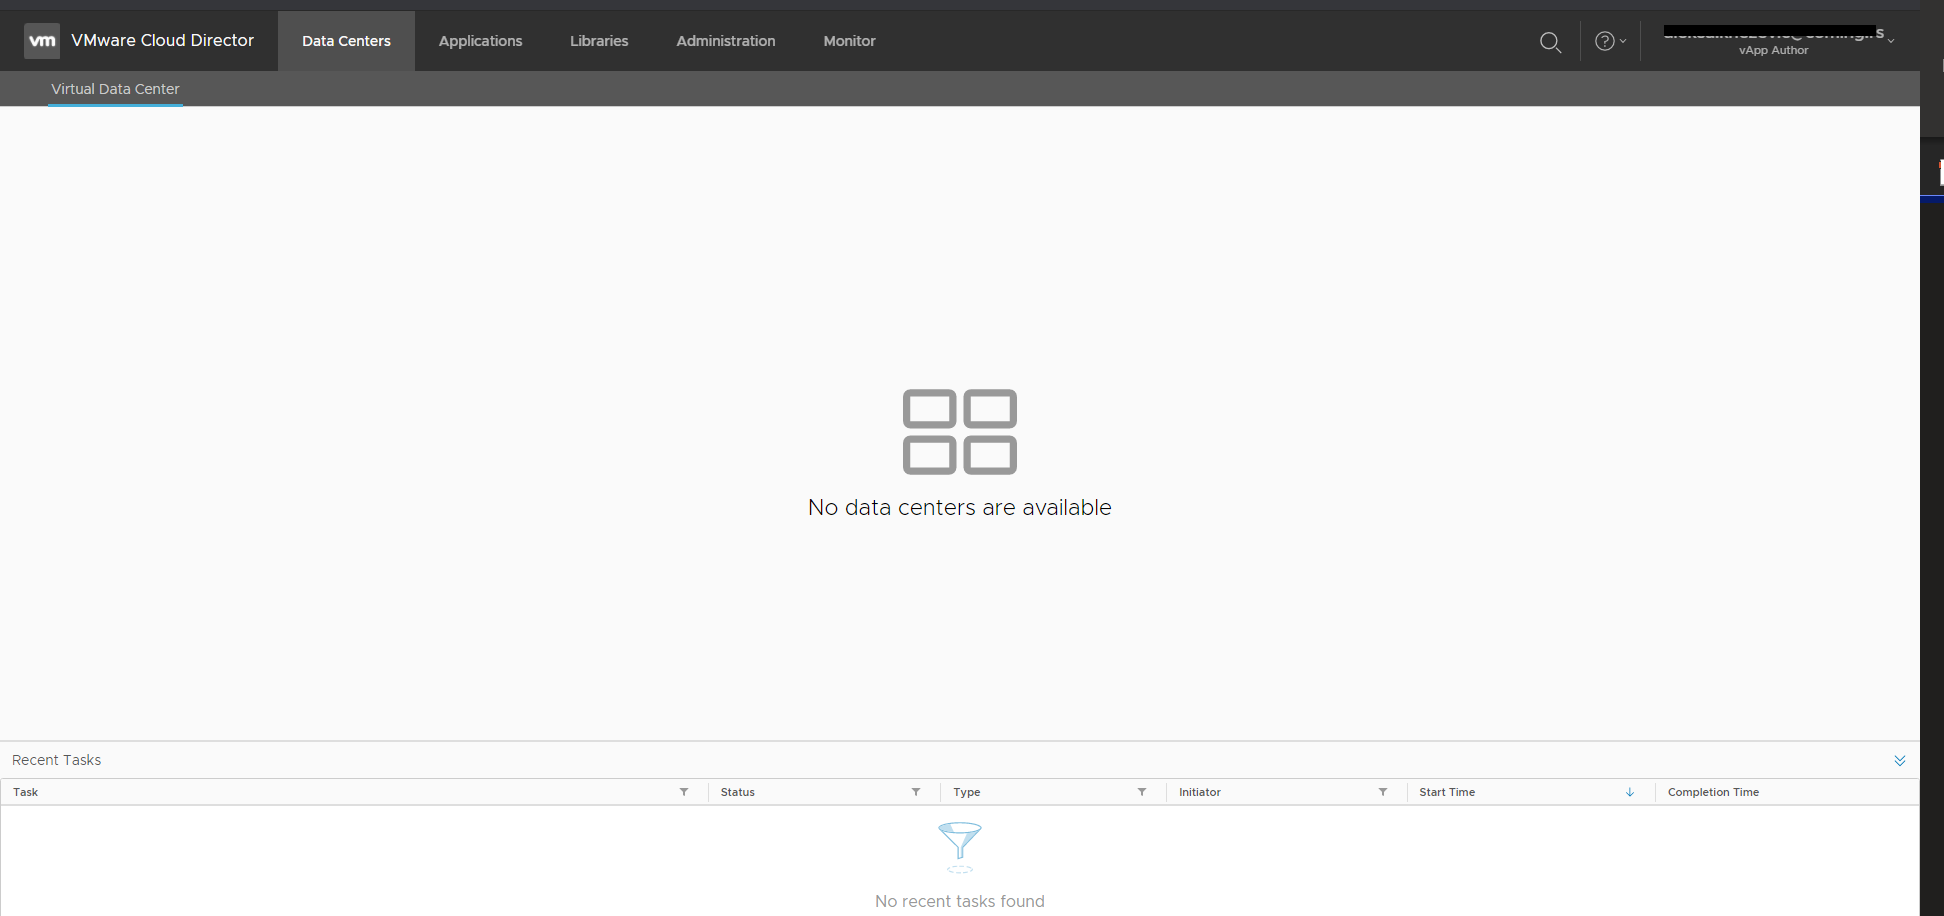 vm VMware Cloud Director Data Centers Applications Libraries Administration Monitor
vApp Author
Virtual Data Center
No data centers are available
Recent Tasks
Task Status Type Initiator Start Time Completion Time
No recent tasks found